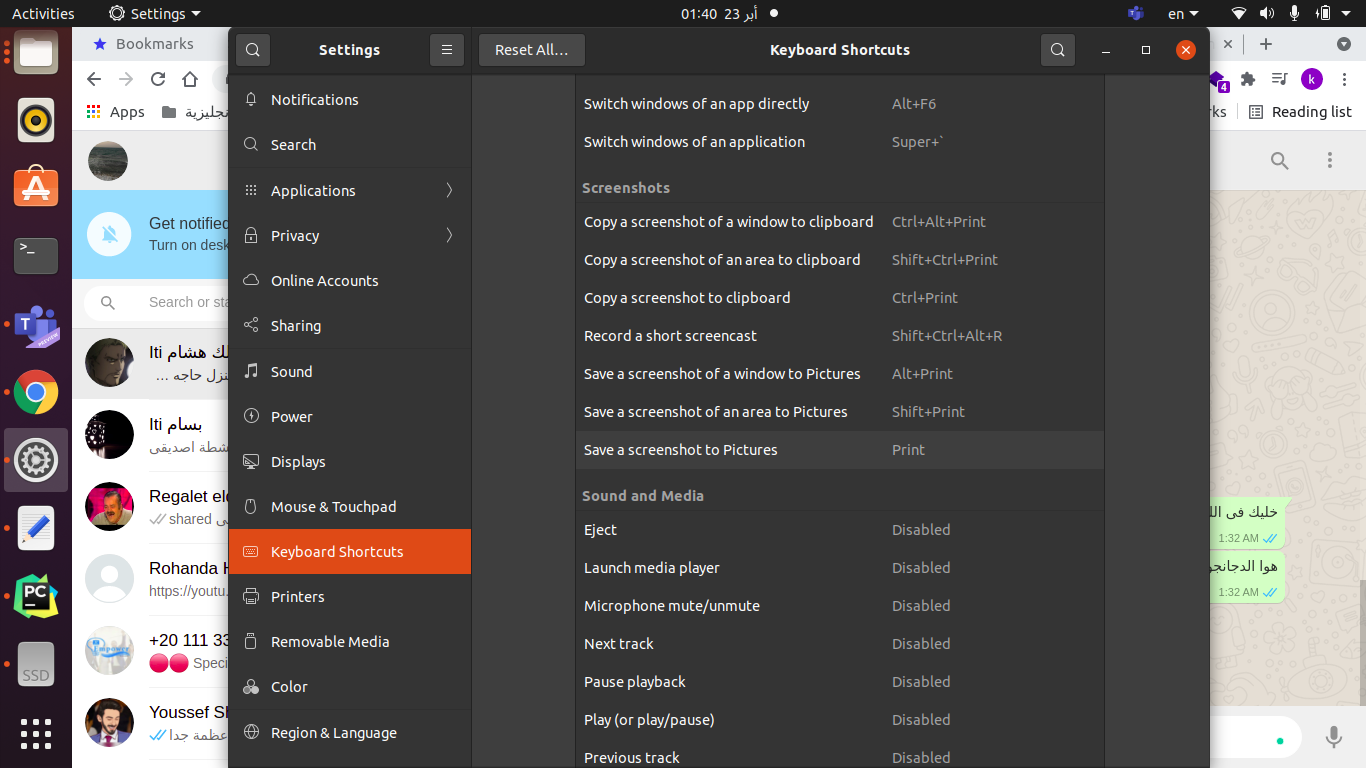 Activities
Settings
01:40 23 أبر
en
Bookmarks
Settings
Reset All…
Keyboard Shortcuts
4
k
Apps
نجليزية
Reading list
Get notified
Turn on desk
Search or sta
هشام Iti
نزل حاجه ...
بسام Iti
شطة اصديقى
Regalet eld
shared
Rohanda H
https://youtu.
+20 111 33
Speci
Youssef Sh
عظمة جدا
Notifications
Search
Applications
Privacy
Online Accounts
Sharing
Sound
Power
Displays
Mouse & Touchpad
Keyboard Shortcuts
Printers
Removable Media
Color
Region & Language
Switch windows of an app directly Alt+F6
Switch windows of an application Super+`
Screenshots
Copy a screenshot of a window to clipboard Ctrl+Alt+Print
Copy a screenshot of an area to clipboard Shift+Ctrl+Print
Copy a screenshot to clipboard Ctrl+Print
Record a short screencast Shift+Ctrl+Alt+R
Save a screenshot of a window to Pictures Alt+Print
Save a screenshot of an area to Pictures Shift+Print
Save a screenshot to Pictures Print
Sound and Media
Eject Disabled
Launch media player Disabled
Microphone mute/unmute Disabled
Next track Disabled
Pause playback Disabled
Play (or play/pause) Disabled
Previous track Disabled
خليك فى
1:32 AM
هوا الدجانجو
1:32 AM
>_
T
PREVIEW
PC
SSD